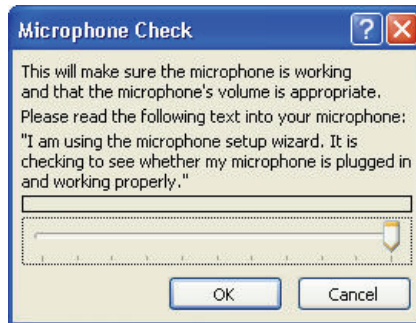 Microphone Check
This will make sure the microphone is working
and that the microphone's volume is appropriate.
Please read the following text into your microphone:
"I am using the microphone setup wizard. It is
checking to see whether my microphone is plugged in
and working properly."
OK Cancel